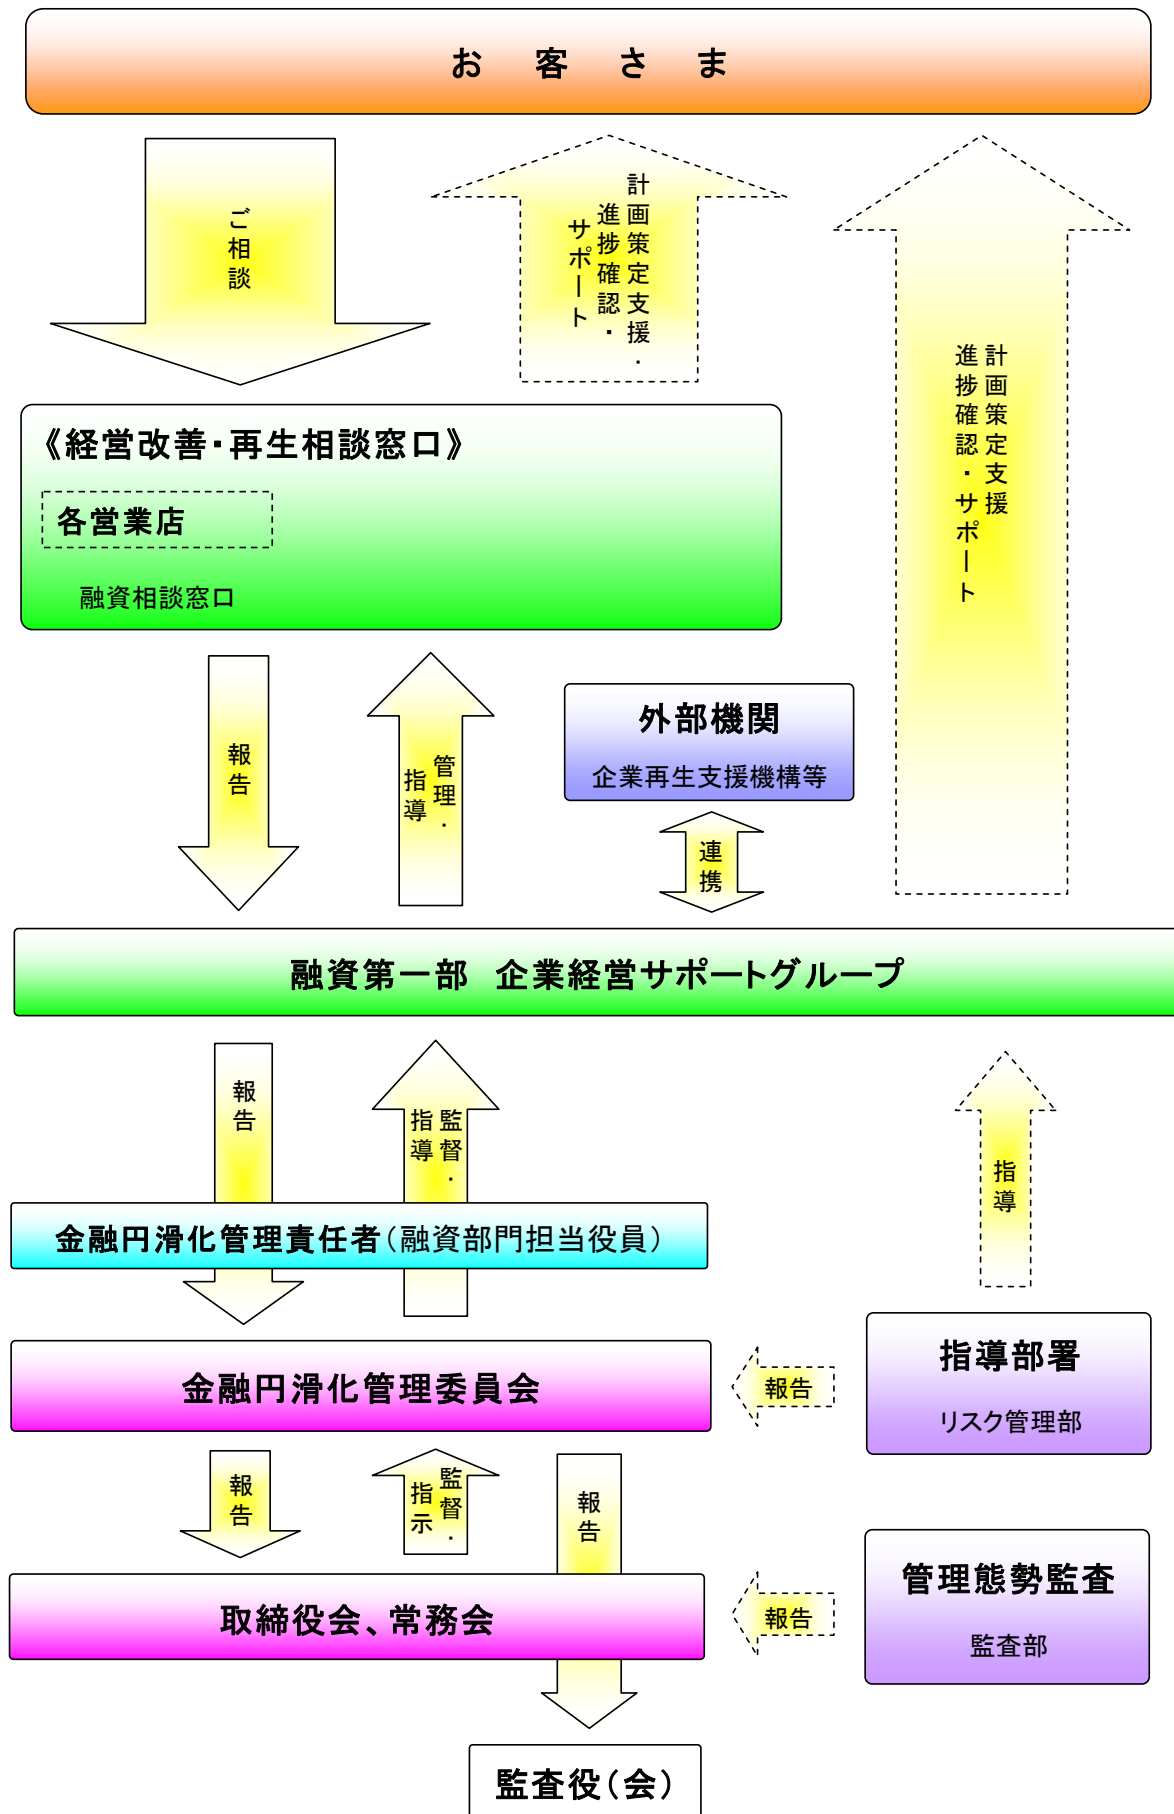 お 客 さ ま
ご相談
計画策定支援・
進捗確認・
サポート
計画策定支援
進捗確認・サポート
《経営改善・再生相談窓口》
各営業店
融資相談窓口
報告
管理・
指導
外部機関
企業再生支援機構等
連携
融資第一部 企業経営サポートグループ
報告
監督・
指導
指導
金融円滑化管理責任者（融資部門担当役員）
金融円滑化管理委員会
報告
指導部署
リスク管理部
報告
監督・
指示
報告
取締役会、常務会
報告
管理態勢監査
監査部
監査役（会）